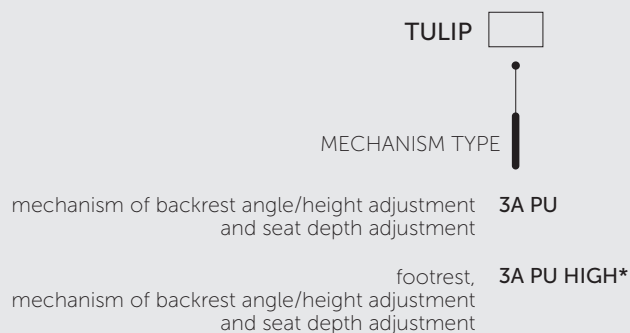 TULIP
MECHANISM TYPE
mechanism of backrest angle/height adjustment 3A PU
and seat depth adjustment
footrest, 3A PU HIGH*
mechanism of backrest angle/height adjustment
and seat depth adjustment